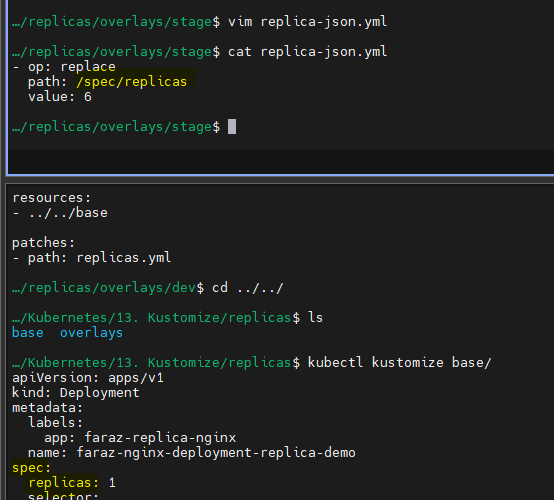 …/replicas/overlays/stage$ vim replica-json.yml
…/replicas/overlays/stage$ cat replica-json.yml
- op: replace
  path: /spec/replicas
  value: 6
…/replicas/overlays/stage$
resources:
- ../../base
patches:
- path: replicas.yml
…/replicas/overlays/dev$ cd ../../
…/Kubernetes/13. Kustomize/replicas$ ls
base  overlays
…/Kubernetes/13. Kustomize/replicas$ kubectl kustomize base/
apiVersion: apps/v1
kind: Deployment
metadata:
  labels:
    app: faraz-replica-nginx
  name: faraz-nginx-deployment-replica-demo
spec:
  replicas: 1
  selector: